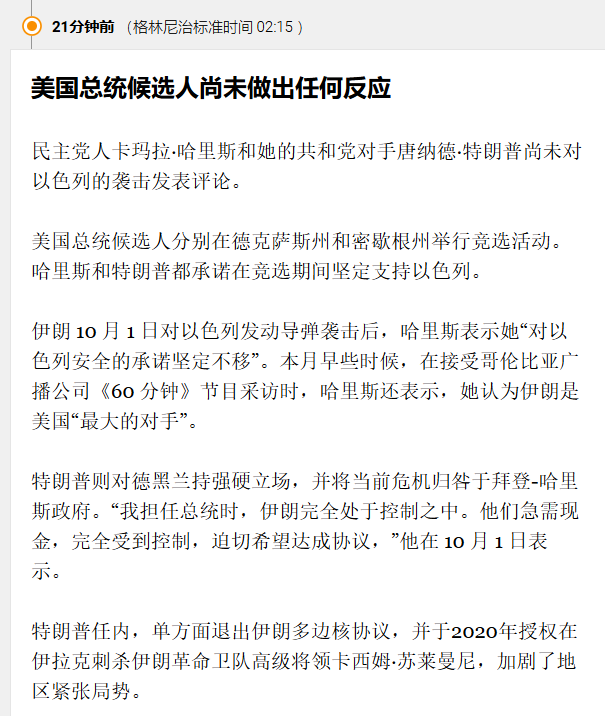 21分钟前 （格林尼治标准时间 02:15 ）
美国总统候选人尚未做出任何反应
民主党人卡玛拉·哈里斯和她的共和党对手唐纳德·特朗普尚未对
以色列的袭击发表评论。
美国总统候选人分别在德克萨斯州和密歇根州举行竞选活动。
哈里斯和特朗普都承诺在竞选期间坚定支持以色列。
伊朗 10 月 1 日对以色列发动导弹袭击后，哈里斯表示她“对以
色列安全的承诺坚定不移”。本月早些时候，在接受哥伦比亚广
播公司《60 分钟》节目采访时，哈里斯还表示，她认为伊朗是
美国“最大的对手”。
特朗普则对德黑兰持强硬立场，并将当前危机归咎于拜登-哈里
斯政府。“我担任总统时，伊朗完全处于控制之中。他们急需现
金，完全受到控制，迫切希望达成协议，”他在 10 月 1 日表
示。
特朗普任内，单方面退出伊朗多边核协议，并于2020年授权在
伊拉克刺杀伊朗革命卫队高级将领卡西姆·苏莱曼尼，加剧了地
区紧张局势。